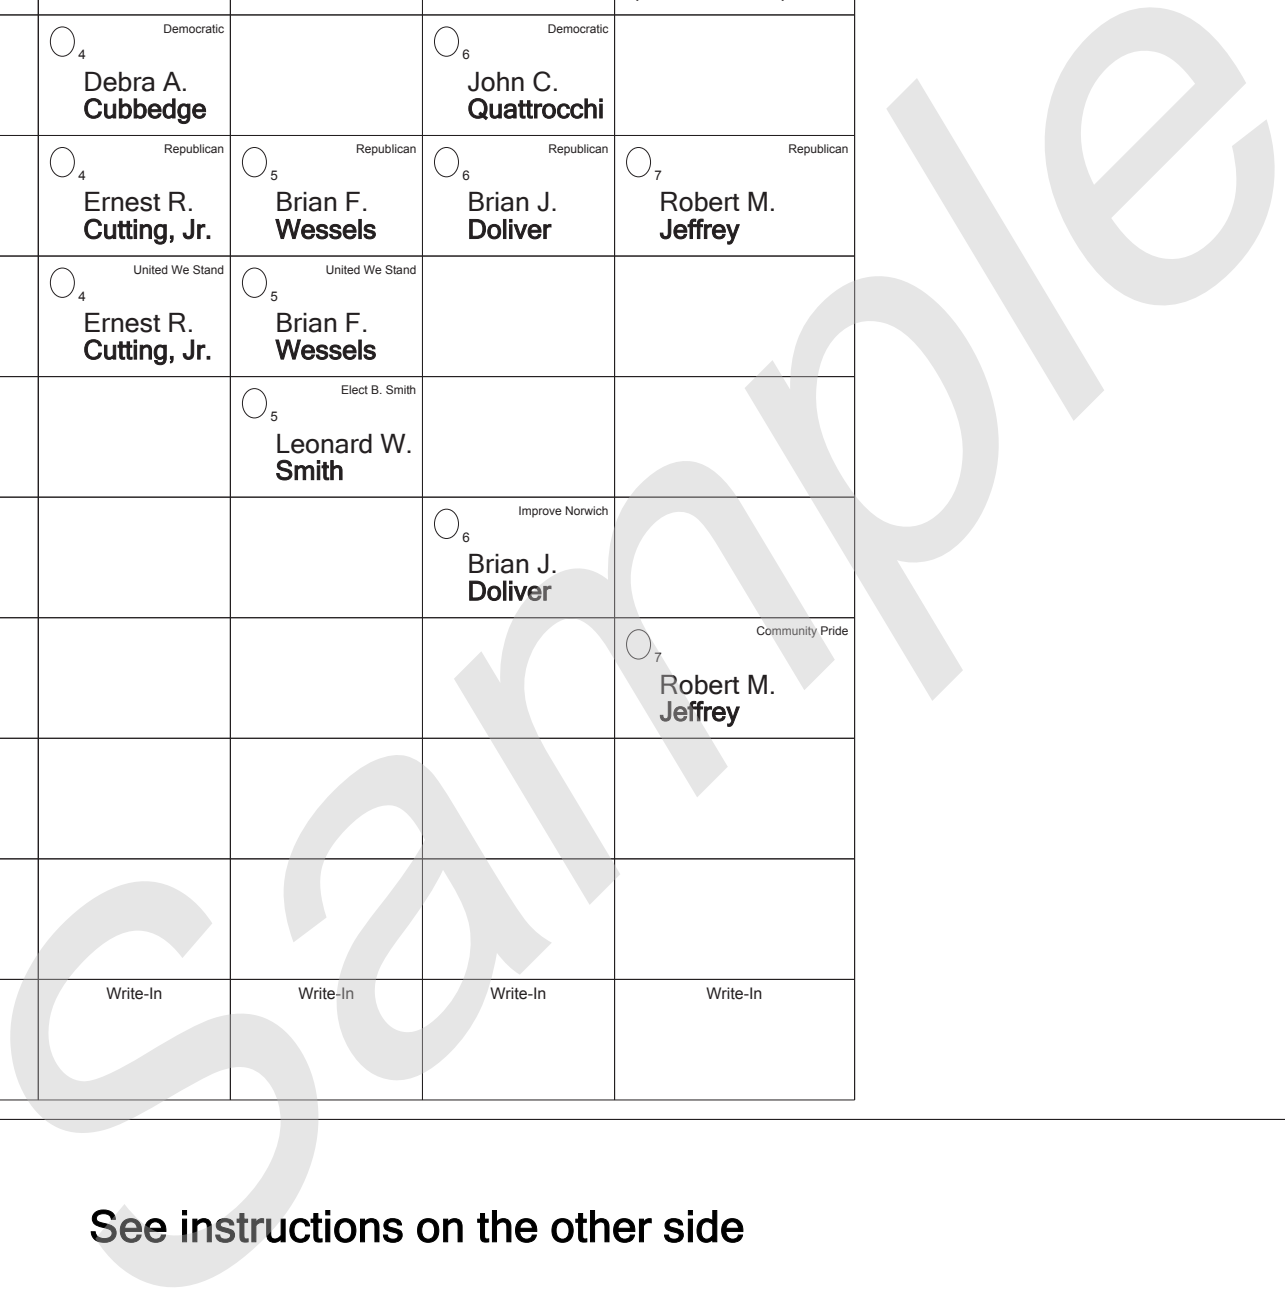 Democratic
4
Debra A.
Cubbedge
Democratic
6
John C.
Quattrocchi
Republican
4
Ernest R.
Cutting, Jr.
Republican
5
Brian F.
Wessels
Republican
6
Brian J.
Doliver
Republican
7
Robert M.
Jeffrey
United We Stand
4
Ernest R.
Cutting, Jr.
United We Stand
5
Brian F.
Wessels
Elect B. Smith
5
Leonard W.
Smith
Improve Norwich
6
Brian J.
Doliver
Community Pride
7
Robert M.
Jeffrey
Write-In
Write-In
Write-In
Write-In
See instructions on the other side
Sample